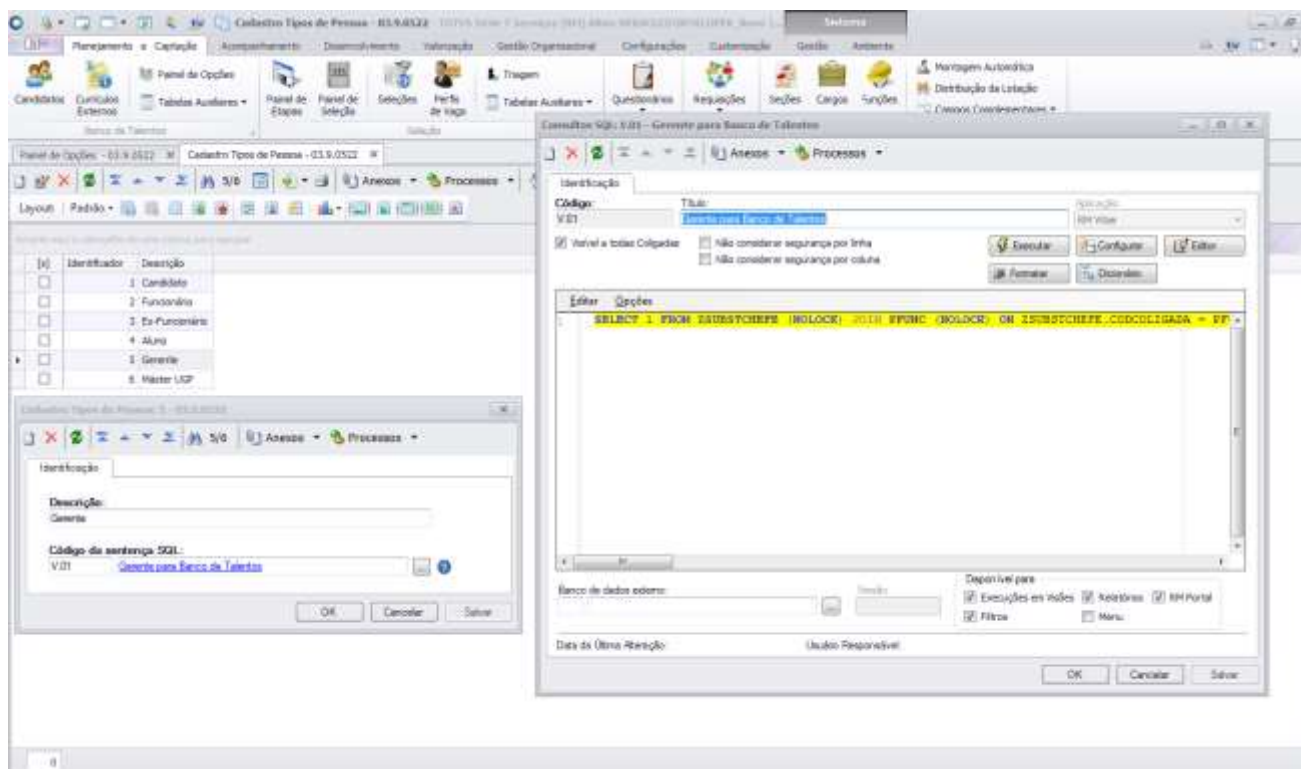 Cadastro Tipos de Pessoa - 03.9.0522
Sistema
Planejamento e Captação Acompanhamento Desenvolvimento Valorização Gestão Organizacional Configurações Customização Gestão Ambiente
Candidatos
Currículos Externos
Painel de Opções
Tabelas Auxiliares
Banco de Talentos
Painel de Etapas
Painel de Seleção
Seleções
Perfis de Vaga
Triagem
Tabelas Auxiliares
Seleção
Questionários
Requisições
Seções
Cargos
Funções
Montagem Automática
Distribuição da Lotação
Campos Complementares
Painel de Opções - 03.9.0522
Cadastro Tipos de Pessoa - 03.9.0522
5/6 Anexos Processos
Layout Padrão
[x] Identificador Descrição
1 Candidato
2 Funcionário
3 Ex-Funcionário
4 Aluno
5 Gerente
6 Máster UGP
Cadastro Tipos de Pessoa: 5 - 03.9.0522
5/6 Anexos Processos
Identificação
Descrição:
Gerente
Código da sentença SQL:
V.01 Gerente para Banco de Talentos
OK Cancelar Salvar
Consultas SQL: V.01 - Gerente para Banco de Talentos
Anexos Processos
Identificação
Código: Título: Aplicação:
V.01 Gerente para Banco de Talentos RM Vitae
Visível a todas Coligadas
Não considerar segurança por linha
Não considerar segurança por coluna
Executar Configurar Editor
Formatar Dicionário
Editar Opções
1 SELECT 1 FROM ZSUBSTCHEFE (NOLOCK) JOIN PFUNC (NOLOCK) ON ZSUBSTCHEFE.CODCOLIGADA = PF
Banco de dados externo:
Disponível para
Execuções em Visões Relatórios RM Portal
Filtros Menu
Data da Última Alteração: Usuário Responsável:
OK Cancelar Salvar